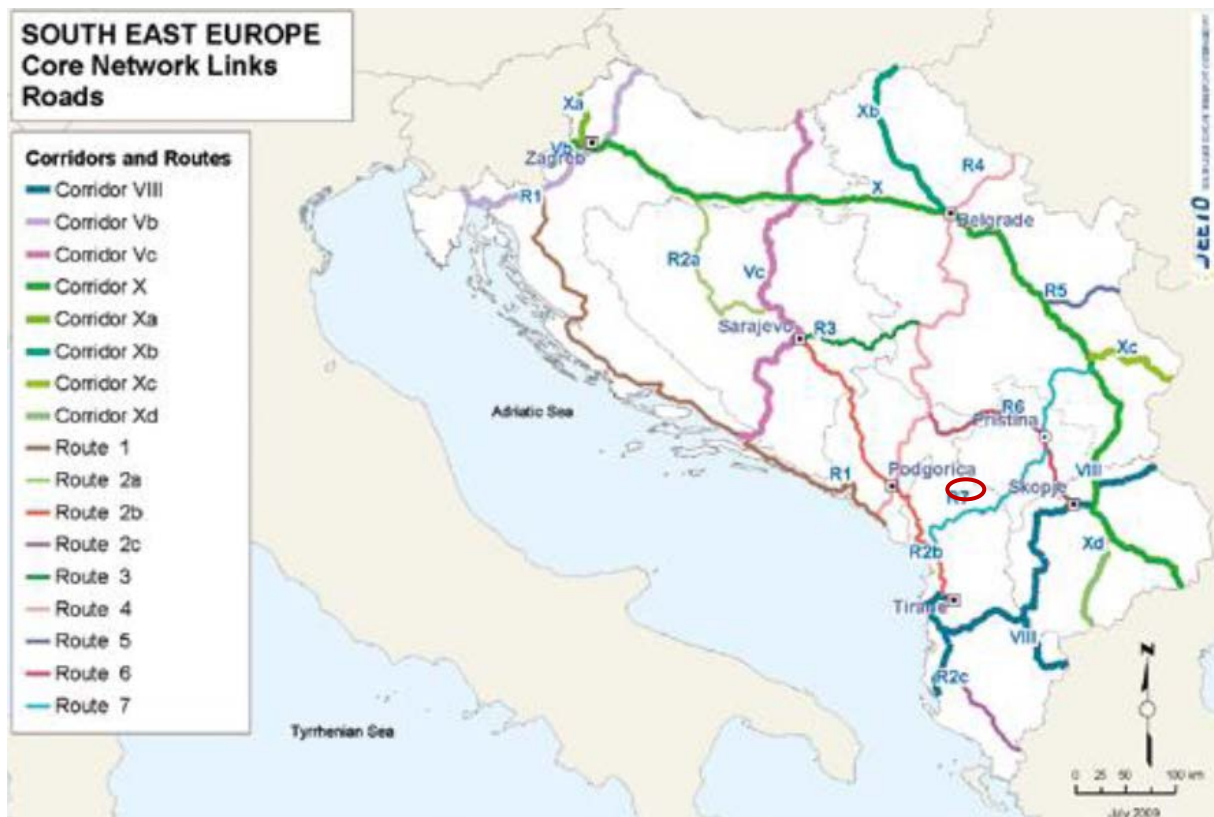 SOUTH EAST EUROPE
Core Network Links
Roads
Corridors and Routes
Corridor VIII
Corridor Vb
Corridor Vc
Corridor X
Corridor Xa
Corridor Xb
Corridor Xc
Corridor Xd
Route 1
Route 2a
Route 2b
Route 2c
Route 3
Route 4
Route 5
Route 6
Route 7
Xa
Vb
Zagreb
R1
Xb
R4
X
Belgrade
R2a
Vc
R5
Sarajevo
R3
Xc
Adriatic Sea
R6
Pristina
R1
Podgorica
R7
Skopje
VIII
R2b
Xd
Tirane
VIII
R2c
Tyrrhenian Sea
N
0 25 50 100 km
July 2009